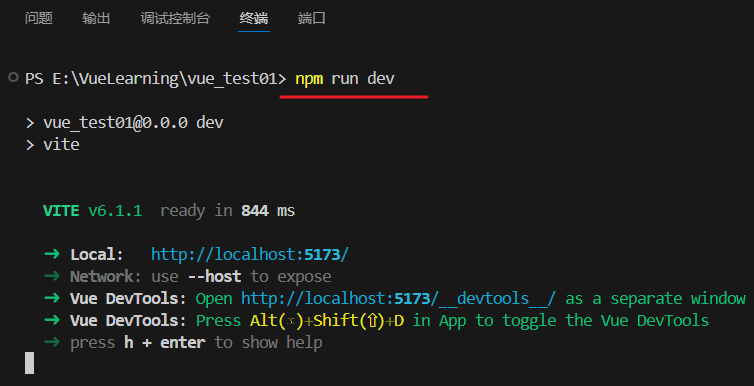 问题 输出 调试控制台 终端 端口
PS E:\VueLearning\vue_test01> npm run dev
> vue_test01@0.0.0 dev
> vite
VITE v6.1.1 ready in 844 ms
➜ Local: http://localhost:5173/
➜ Network: use --host to expose
➜ Vue DevTools: Open http://localhost:5173/__devtools__/ as a separate window
➜ Vue DevTools: Press Alt(⌥)+Shift(⇧)+D in App to toggle the Vue DevTools
➜ press h + enter to show help